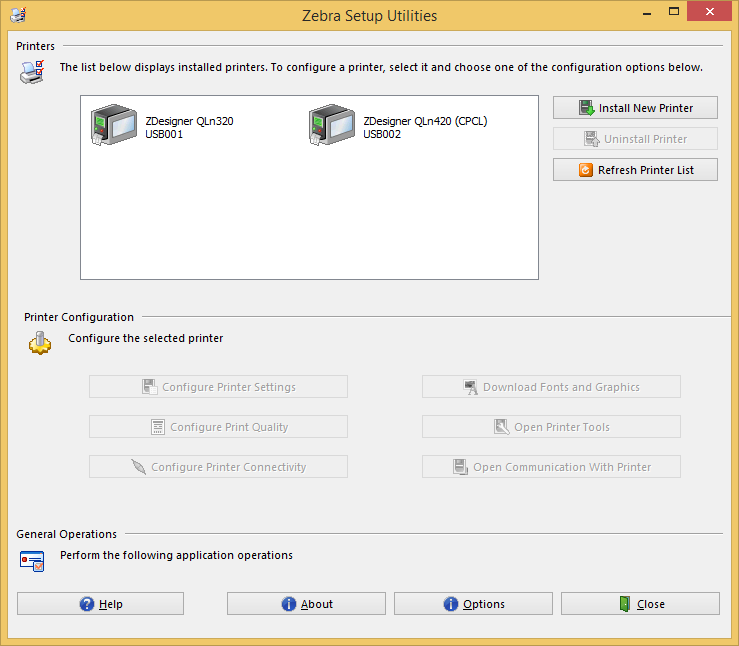 Zebra Setup Utilities
Printers
The list below displays installed printers. To configure a printer, select it and choose one of the configuration options below.
ZDesigner QLn320
USB001
ZDesigner QLn420 (CPCL)
USB002
Install New Printer
Uninstall Printer
Refresh Printer List
Printer Configuration
Configure the selected printer
Configure Printer Settings
Download Fonts and Graphics
Configure Print Quality
Open Printer Tools
Configure Printer Connectivity
Open Communication With Printer
General Operations
Perform the following application operations
Help
About
Options
Close